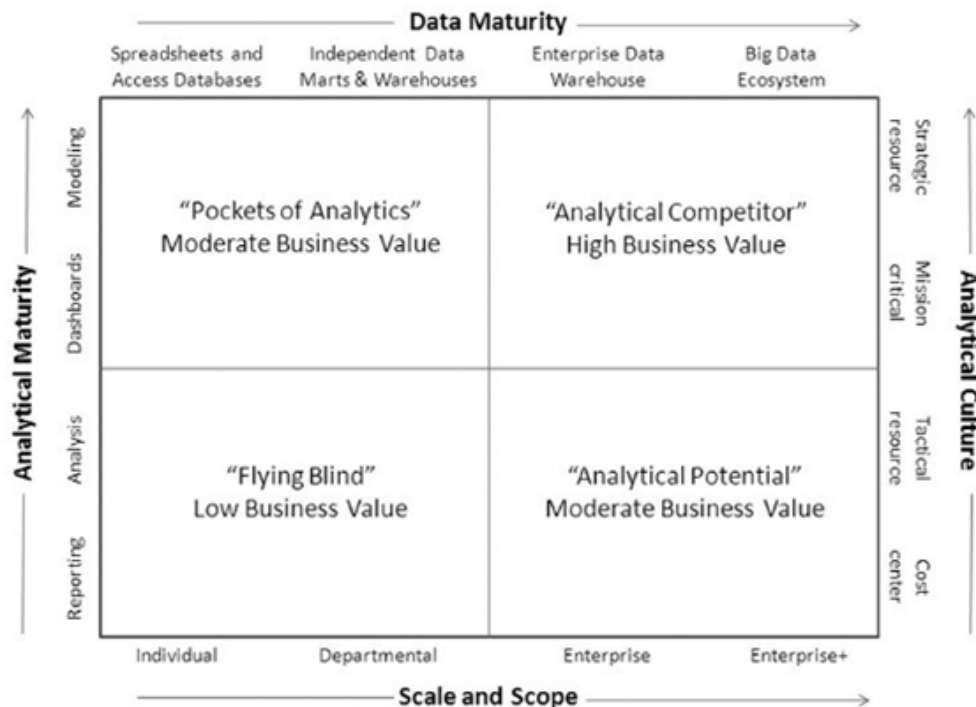 Data Maturity
Spreadsheets and
Access Databases
Independent Data
Marts & Warehouses
Enterprise Data
Warehouse
Big Data
Ecosystem
Analytical Maturity
Modeling
Dashboards
Analysis
Reporting
“Pockets of Analytics”
Moderate Business Value
“Analytical Competitor”
High Business Value
“Flying Blind”
Low Business Value
“Analytical Potential”
Moderate Business Value
Strategic
resource
Mission
critical
Tactical
resource
Cost
center
Analytical Culture
Individual
Departmental
Enterprise
Enterprise+
Scale and Scope